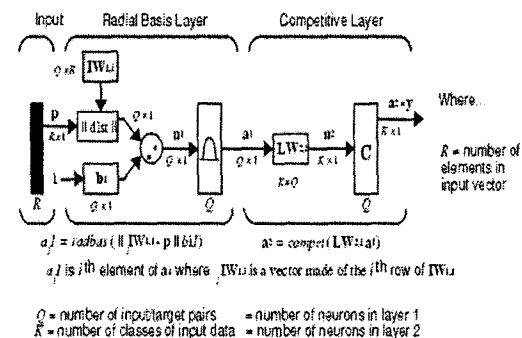 Input Radial Basis Layer Competitive Layer
Q×R IW1,1
p R×1 || dist || Q×1 n1 Q×1 a1 Q×1 LW2,1 n2 K×1 C a2 = y K×1 Where...
1 b1 Q×1 K×Q
R = number of
elements in
input vector
R Q Q
ai1 = radbas ( || iIW1,1 - p || bi1) a2 = compet ( LW2,1 a1)
ai1 is i th element of a1 where iIW1,1 is a vector made of the i th row of IW1,1
Q = number of input/target pairs = number of neurons in layer 1
K = number of classes of input data = number of neurons in layer 2